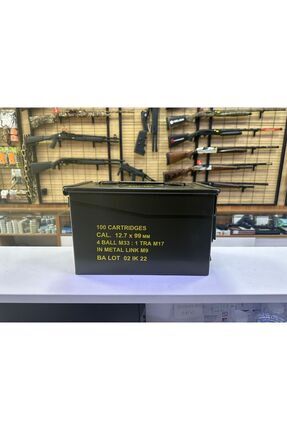 100 CARTRIDGES
CAL. 12.7 x 99 MM
4 BALL M33 : 1 TRA M17
IN METAL LINK M9
BA LOT 02 IK 22